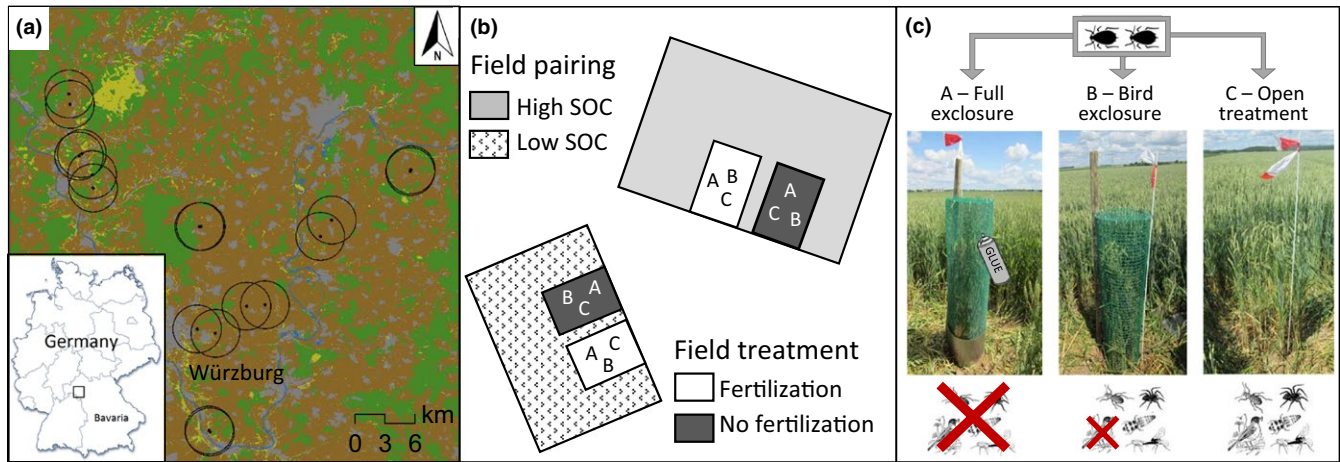 (a)
N
Würzburg
km
0 3 6
Germany
Bavaria
(b)
Field pairing
High SOC
Low SOC
A B
C
A
C B
B A
C
A C
B
Field treatment
Fertilization
No fertilization
(c)
A – Full
exclosure
B – Bird
exclosure
C – Open
treatment
GLUE